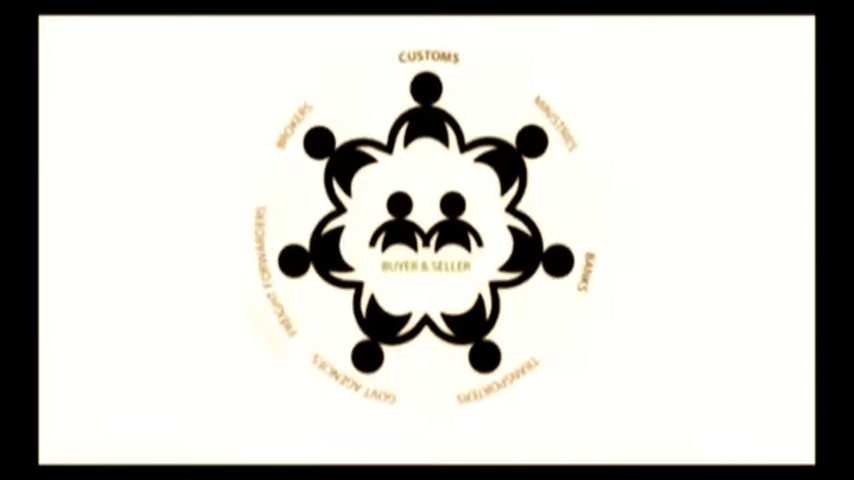 CUSTOMS
MINISTRIES
BANKS
TRANSPORTERS
GOVT AGENCIES
FREIGHT FORWARDERS
BROKERS
BUYER & SELLER